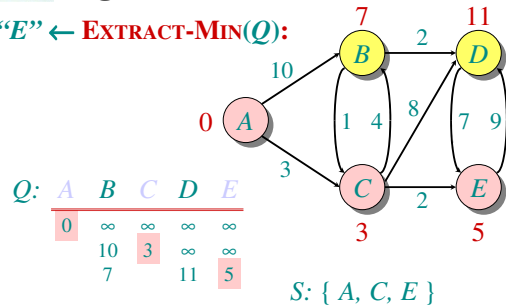 “E” ← EXTRACT-MIN(Q):
7
11
B
2
D
10
0
A
1
4
8
7
9
3
C
2
E
3
5
Q: A B C D E
0 ∞ ∞ ∞ ∞
10 3 ∞ ∞
7 11 5
S: { A, C, E }